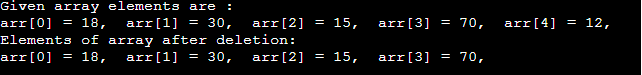 Given array elements are :
arr[0] = 18,  arr[1] = 30,  arr[2] = 15,  arr[3] = 70,  arr[4] = 12,
Elements of array after deletion:
arr[0] = 18,  arr[1] = 30,  arr[2] = 15,  arr[3] = 70,